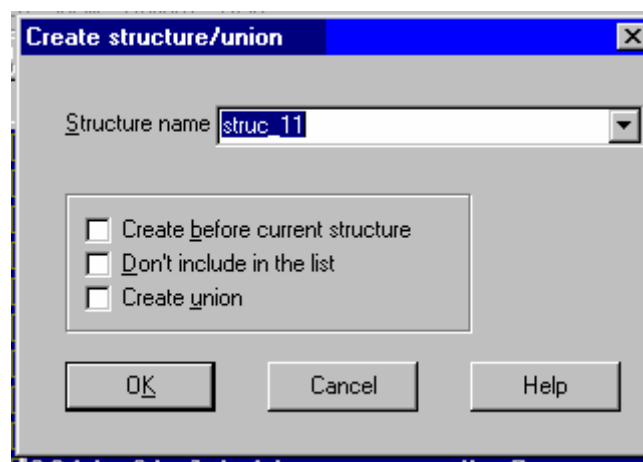 Create structure/union
Structure name struc_11
Create before current structure
Don't include in the list
Create union
OK Cancel Help